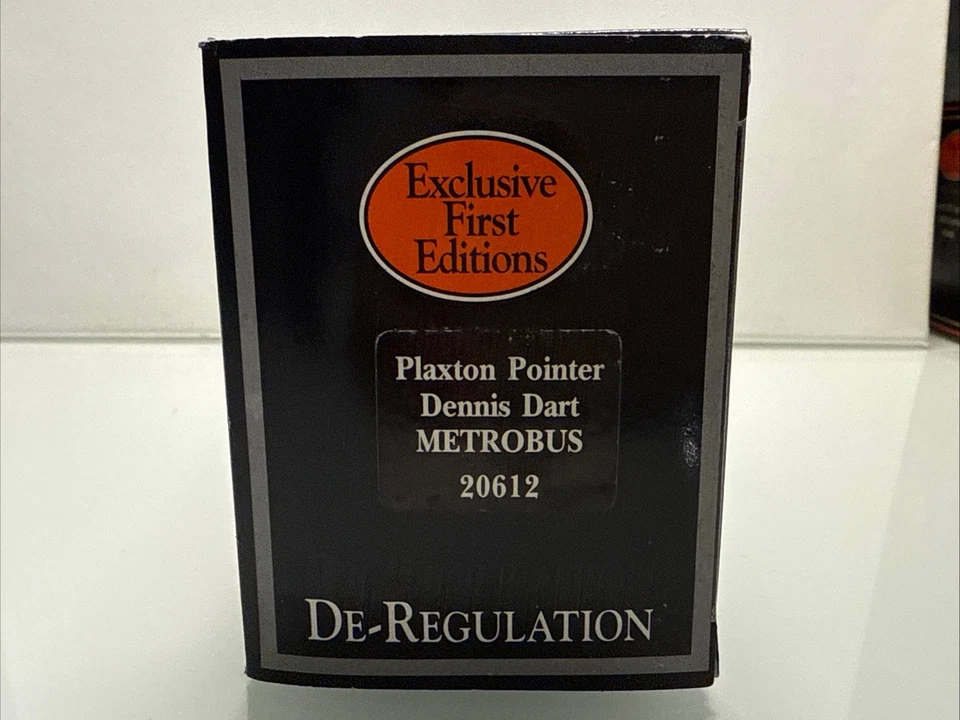 Exclusive
First
Editions
Plaxton Pointer
Dennis Dart
METROBUS
20612
DE-REGULATION